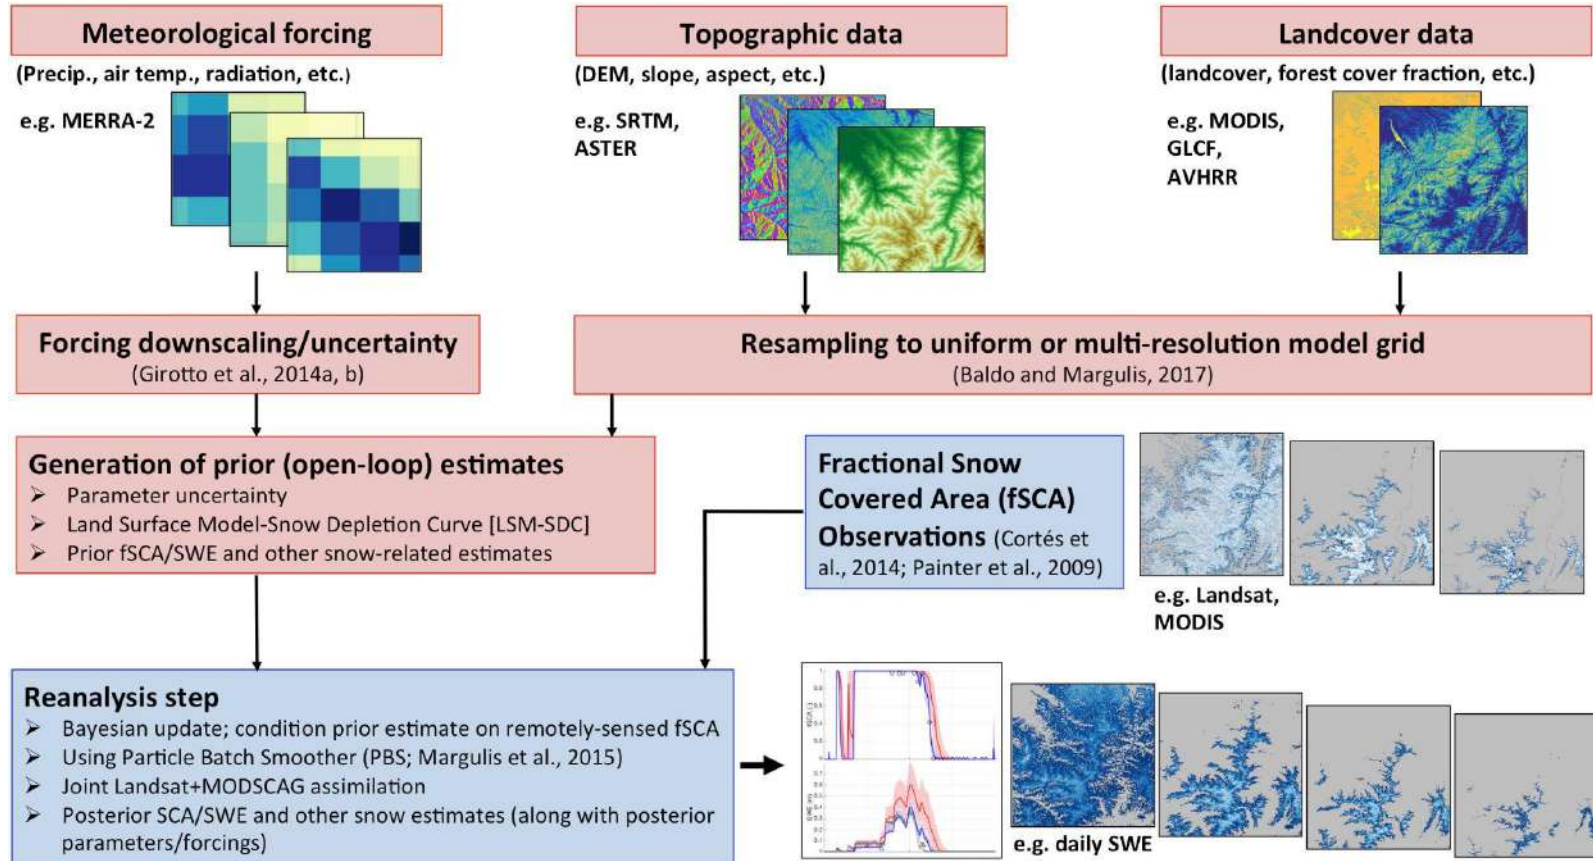 Meteorological forcing
(Precip., air temp., radiation, etc.)
e.g. MERRA-2
Topographic data
(DEM, slope, aspect, etc.)
e.g. SRTM,
ASTER
Landcover data
(landcover, forest cover fraction, etc.)
e.g. MODIS,
GLCF,
AVHRR
Forcing downscaling/uncertainty
(Girotto et al., 2014a, b)
Resampling to uniform or multi-resolution model grid
(Baldo and Margulis, 2017)
Generation of prior (open-loop) estimates
➢ Parameter uncertainty
➢ Land Surface Model-Snow Depletion Curve [LSM-SDC]
➢ Prior fSCA/SWE and other snow-related estimates
Fractional Snow
Covered Area (fSCA)
Observations (Cortés et
al., 2014; Painter et al., 2009)
e.g. Landsat,
MODIS
Reanalysis step
➢ Bayesian update; condition prior estimate on remotely-sensed fSCA
➢ Using Particle Batch Smoother (PBS; Margulis et al., 2015)
➢ Joint Landsat+MODSCAG assimilation
➢ Posterior SCA/SWE and other snow estimates (along with posterior
parameters/forcings)
e.g. daily SWE